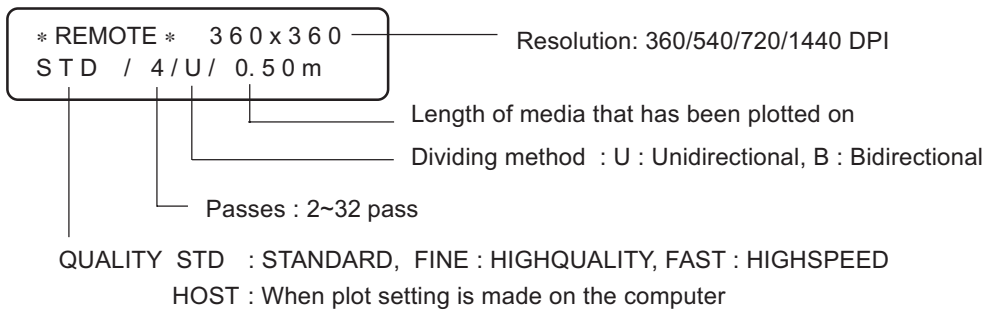 * REMOTE * 360x360
Resolution: 360/540/720/1440 DPI
STD / 4/U/ 0.50m
Length of media that has been plotted on
Dividing method : U : Unidirectional, B : Bidirectional
Passes : 2~32 pass
QUALITY STD : STANDARD, FINE : HIGHQUALITY, FAST : HIGHSPEED
HOST : When plot setting is made on the computer